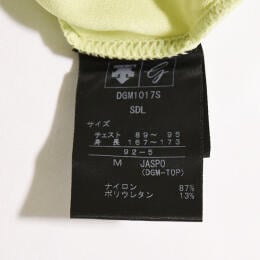 DGM1017S
SDL
サイズ
チェスト 89～ 95
身 長 167～173
92-5
M JASPO
(DGM-TOP)
ナイロン 87%
ポリウレタン 13%